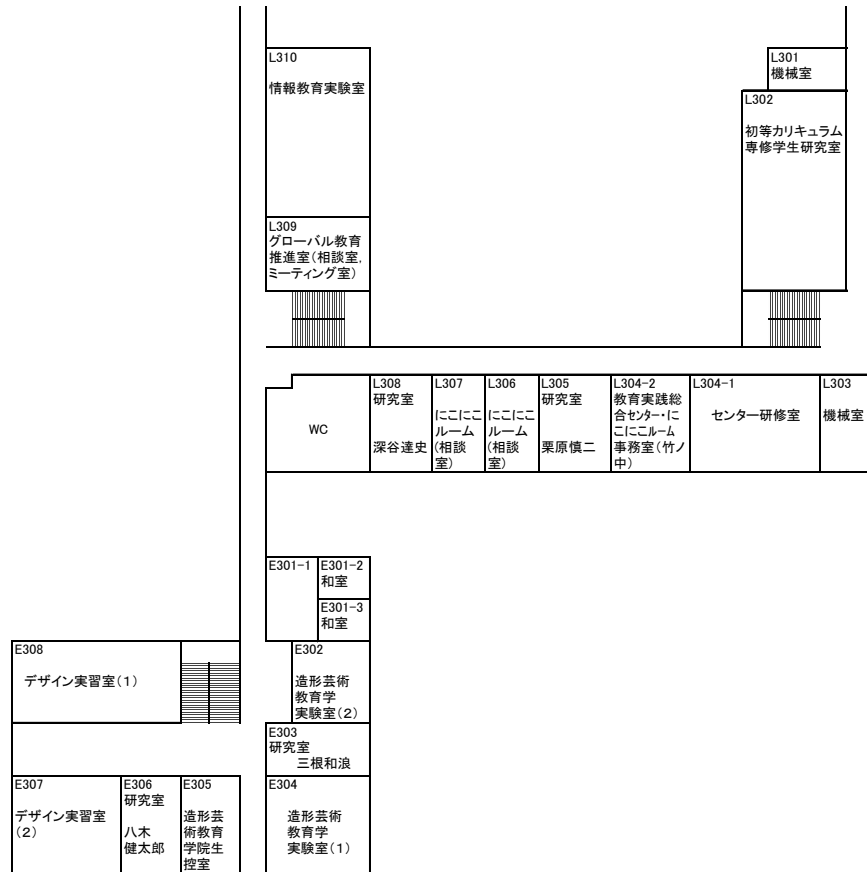 L310
情報教育実験室
L301
機械室
L302
初等カリキュラム
専修学生研究室
L309
グローバル教育
推進室(相談室,
ミーティング室)
WC
L308
研究室
深谷達史
L307
にこにこ
ルーム
(相談
室)
L306
にこにこ
ルーム
(相談
室)
L305
研究室
栗原慎二
L304-2
教育実践総
合センター・に
こにこルーム
事務室(竹ノ
中)
L304-1
センター研修室
L303
機械室
E301-1
E301-2
和室
E301-3
和室
E308
デザイン実習室(1)
E302
造形芸術
教育学
実験室(2)
E303
研究室
三根和浪
E307
デザイン実習室
(2)
E306
研究室
八木
健太郎
E305
造形芸
術教育
学院生
控室
E304
造形芸術
教育学
実験室(1)